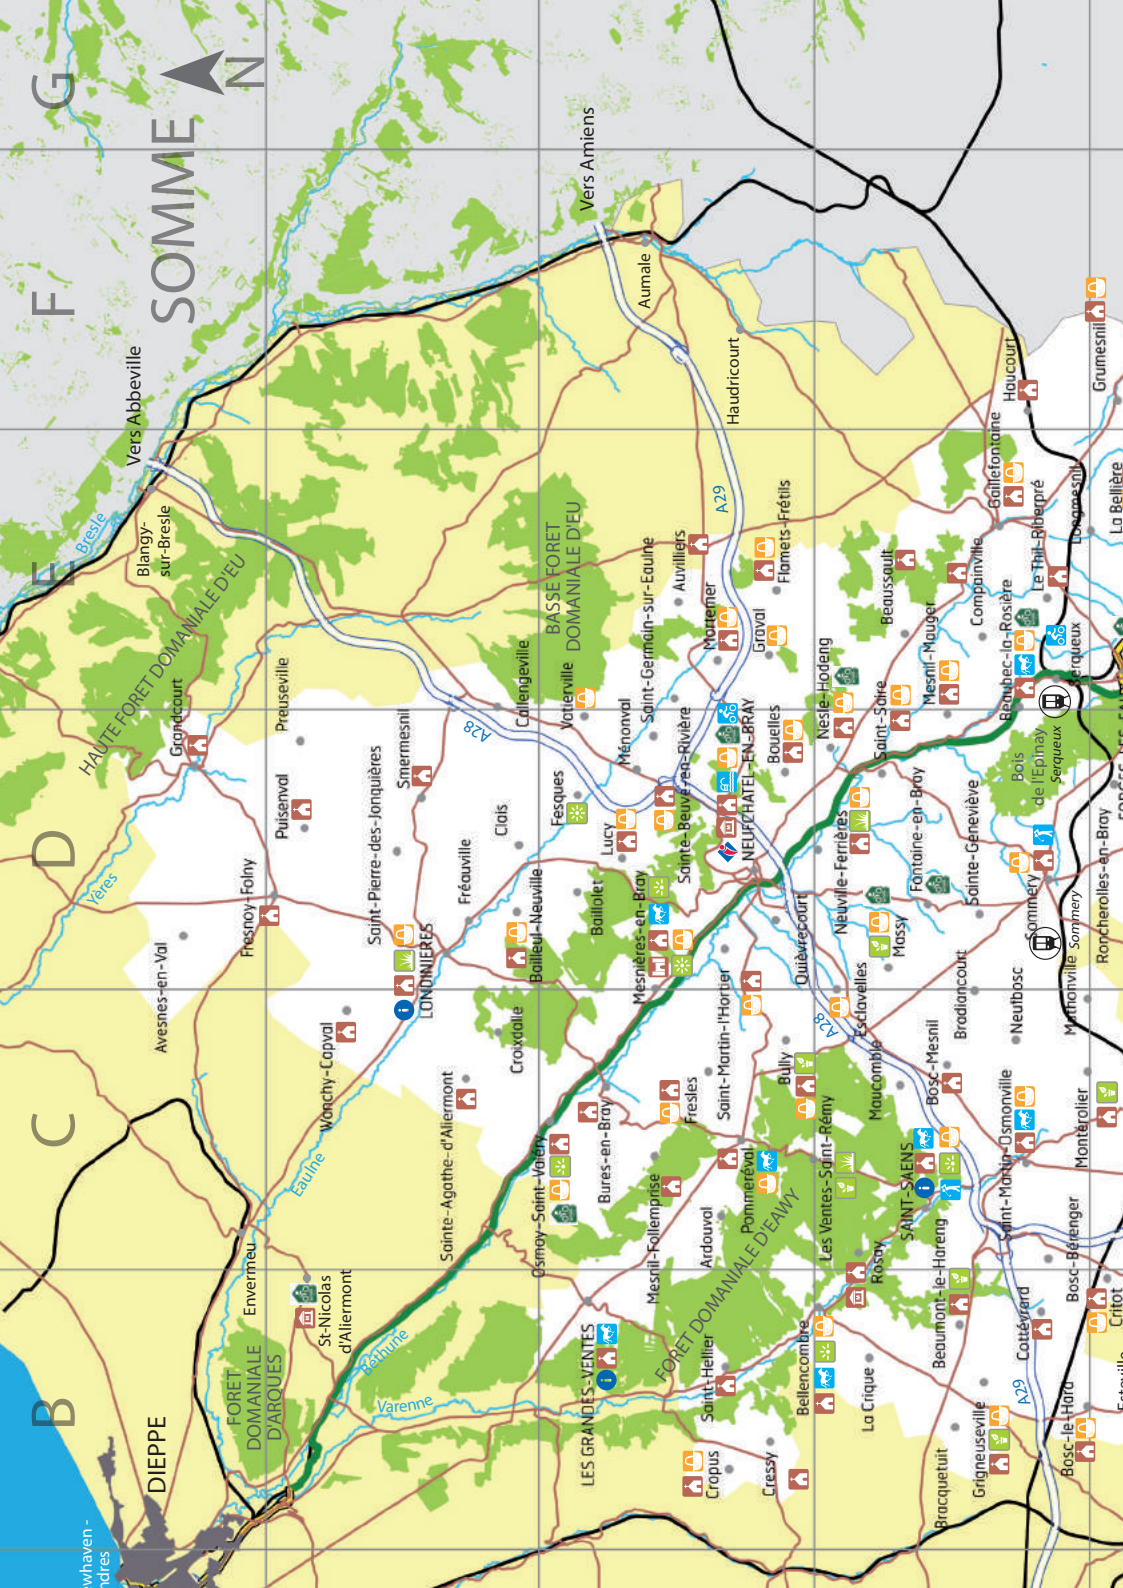 B
C
D
E
F
G
SOMME
N
ewhaven -
ndres
DIEPPE
Vers Abbeville
Bresle
Blangy-
sur-Bresle
HAUTE FORET DOMANIALE D'EU
Grandcourt
Preuseville
Puisenval
Yères
Fresnoy-Folny
Avesnes-en-Val
Saint-Pierre-des-Jonquières
Smermesnil
A28
Callengeville
BASSE FORET
DOMANIALE D'EU
Vatierville
Clais
Fesques
Fréauville
LONDINIERES
Wanchy-Capval
Eaulne
Envermeu
St-Nicolas
d'Aliermont
FORET
DOMANIALE
D'ARQUES
Béthune
Varenne
Sainte-Agathe-d'Aliermont
Croixdalle
Bailleul-Neuville
Baillolet
Lucy
Ménonval
Saint-Germain-sur-Eaulne
Auvilliers
Vers Amiens
Aumale
Haudricourt
A29
Flamets-Frétils
Mortemer
Graval
Sainte-Beuve-en-Rivière
NEUFCHATEL-EN-BRAY
Bouelles
Nesle-Hodeng
Mesnières-en-Bray
Osmoy-Saint-Valéry
Bures-en-Bray
Fresles
Saint-Martin-l'Hortier
Quièvrecourt
Neuville-Ferrières
Saint-Saire
Mesnil-Mauger
Beaussault
Compainville
Gaillefontaine
Haucourt
Grumesnil
Le Thil-Riberpré
Longmesnil
La Bellière
Beaubec-la-Rosière
Serqueux
Bois
de l'Epinay
Serqueux
Fontaine-en-Bray
Sainte-Geneviève
Massy
Sommery
Sommery
Roncherolles-en-Bray
Mathonville
Esclavelles
A28
Bradiancourt
Neufbosc
Bully
Maucomble
Bosc-Mesnil
Mesnil-Follemprise
Ardouval
Pommeréval
FORET DOMANIALE D'EAWY
Les Ventes-Saint-Rémy
SAINT-SAENS
Saint-Martin-Osmonville
Montérolier
LES GRANDES-VENTES
Saint-Hellier
Bellencombre
Rosay
Beaumont-le-Hareng
Bosc-Bérenger
Cottévrard
Critot
La Crique
Cropus
Cressy
Bracquetuit
Grigneuseville
A29
Bosc-le-Hard